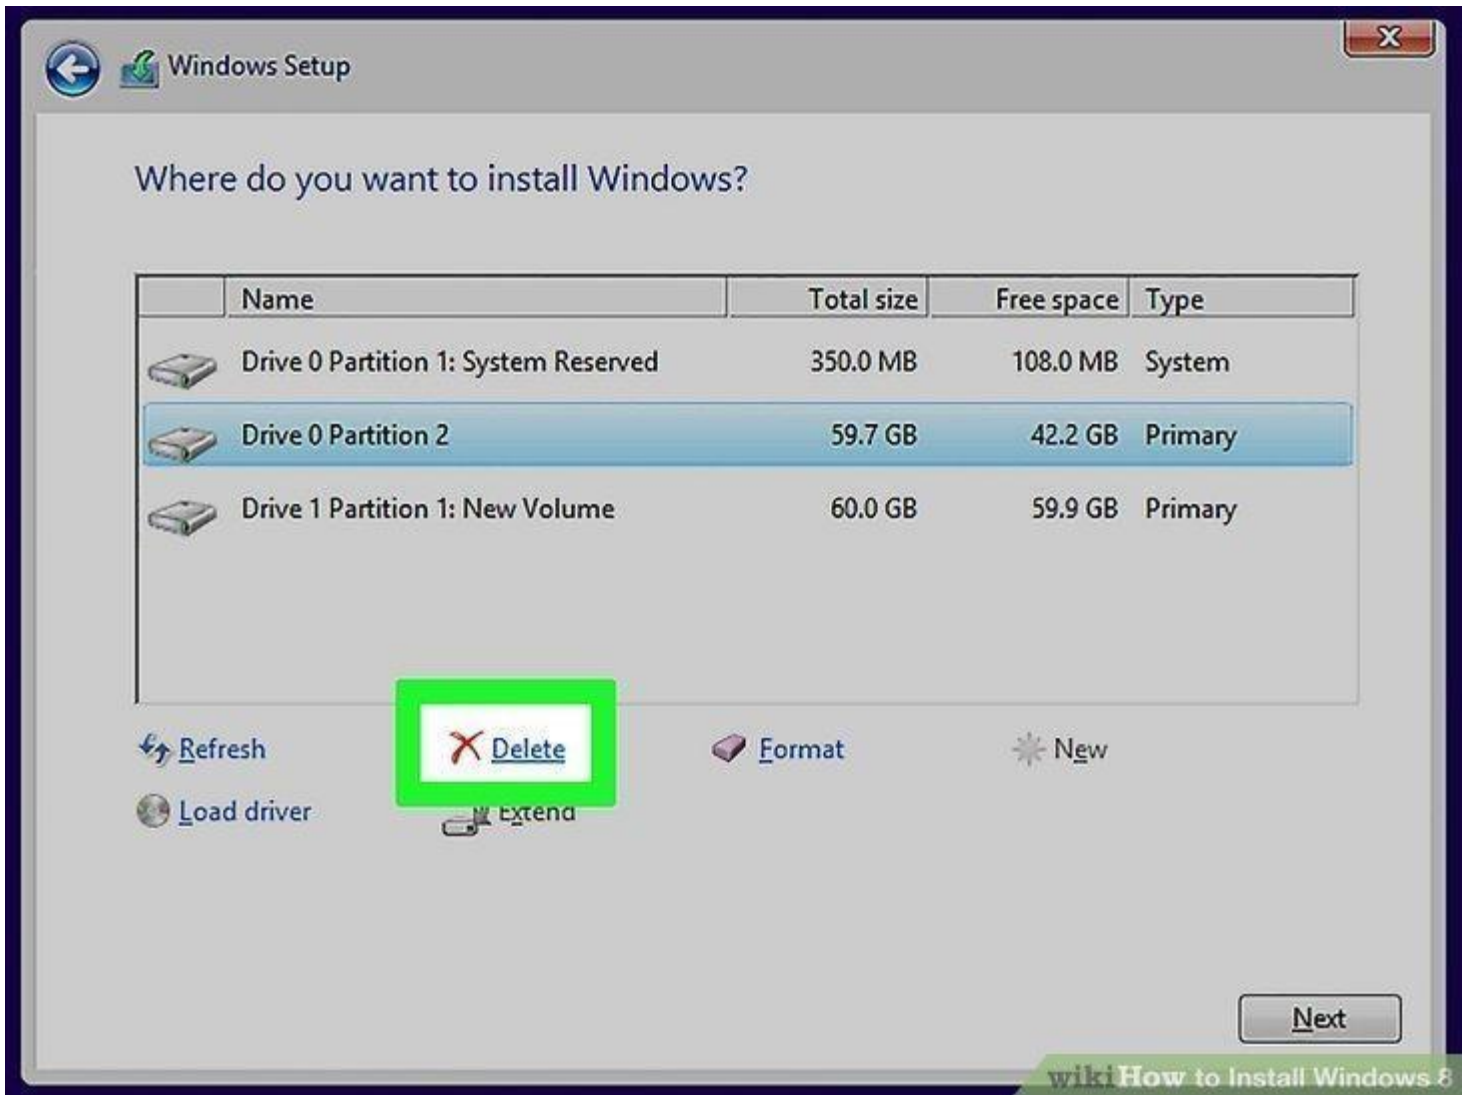 Windows Setup
Where do you want to install Windows?
Name Total size Free space Type
Drive 0 Partition 1: System Reserved 350.0 MB 108.0 MB System
Drive 0 Partition 2 59.7 GB 42.2 GB Primary
Drive 1 Partition 1: New Volume 60.0 GB 59.9 GB Primary
Refresh Delete Format New
Load driver Extend
Next
wikiHow to Install Windows 8